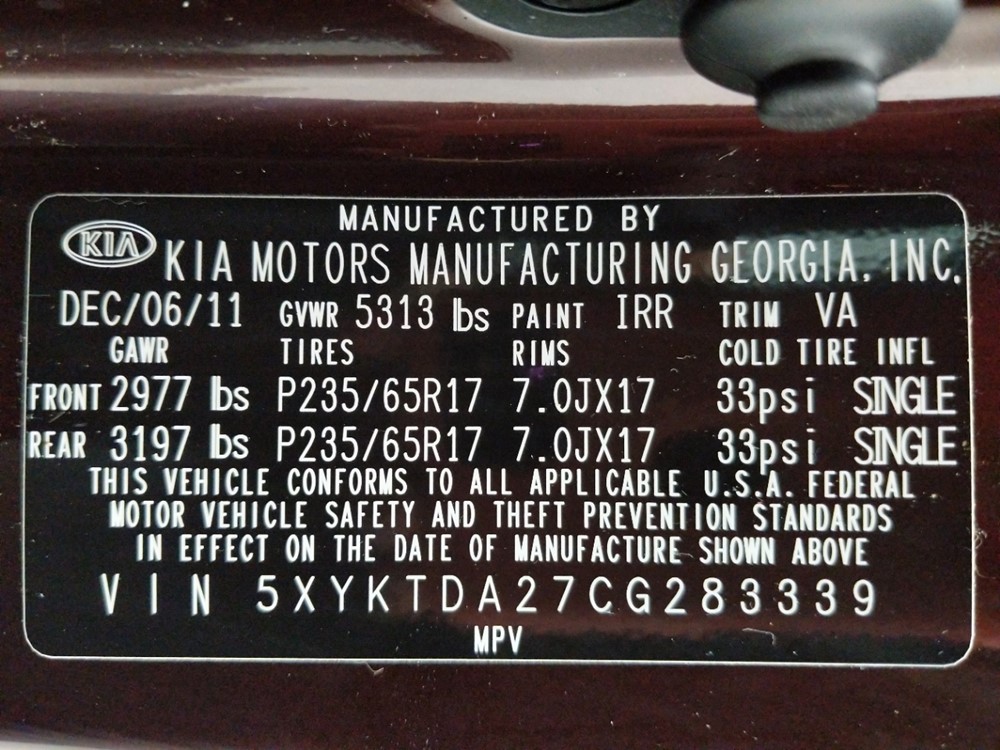 MANUFACTURED BY
KIA KIA MOTORS MANUFACTURING GEORGIA, INC.
DEC/06/11 GVWR 5313 lbs PAINT IRR TRIM VA
GAWR TIRES RIMS COLD TIRE INFL
FRONT 2977 lbs P235/65R17 7.0JX17 33psi SINGLE
REAR 3197 lbs P235/65R17 7.0JX17 33psi SINGLE
THIS VEHICLE CONFORMS TO ALL APPLICABLE U.S.A. FEDERAL
MOTOR VEHICLE SAFETY AND THEFT PREVENTION STANDARDS
IN EFFECT ON THE DATE OF MANUFACTURE SHOWN ABOVE
VIN 5XYKTDA27CG283339
MPV